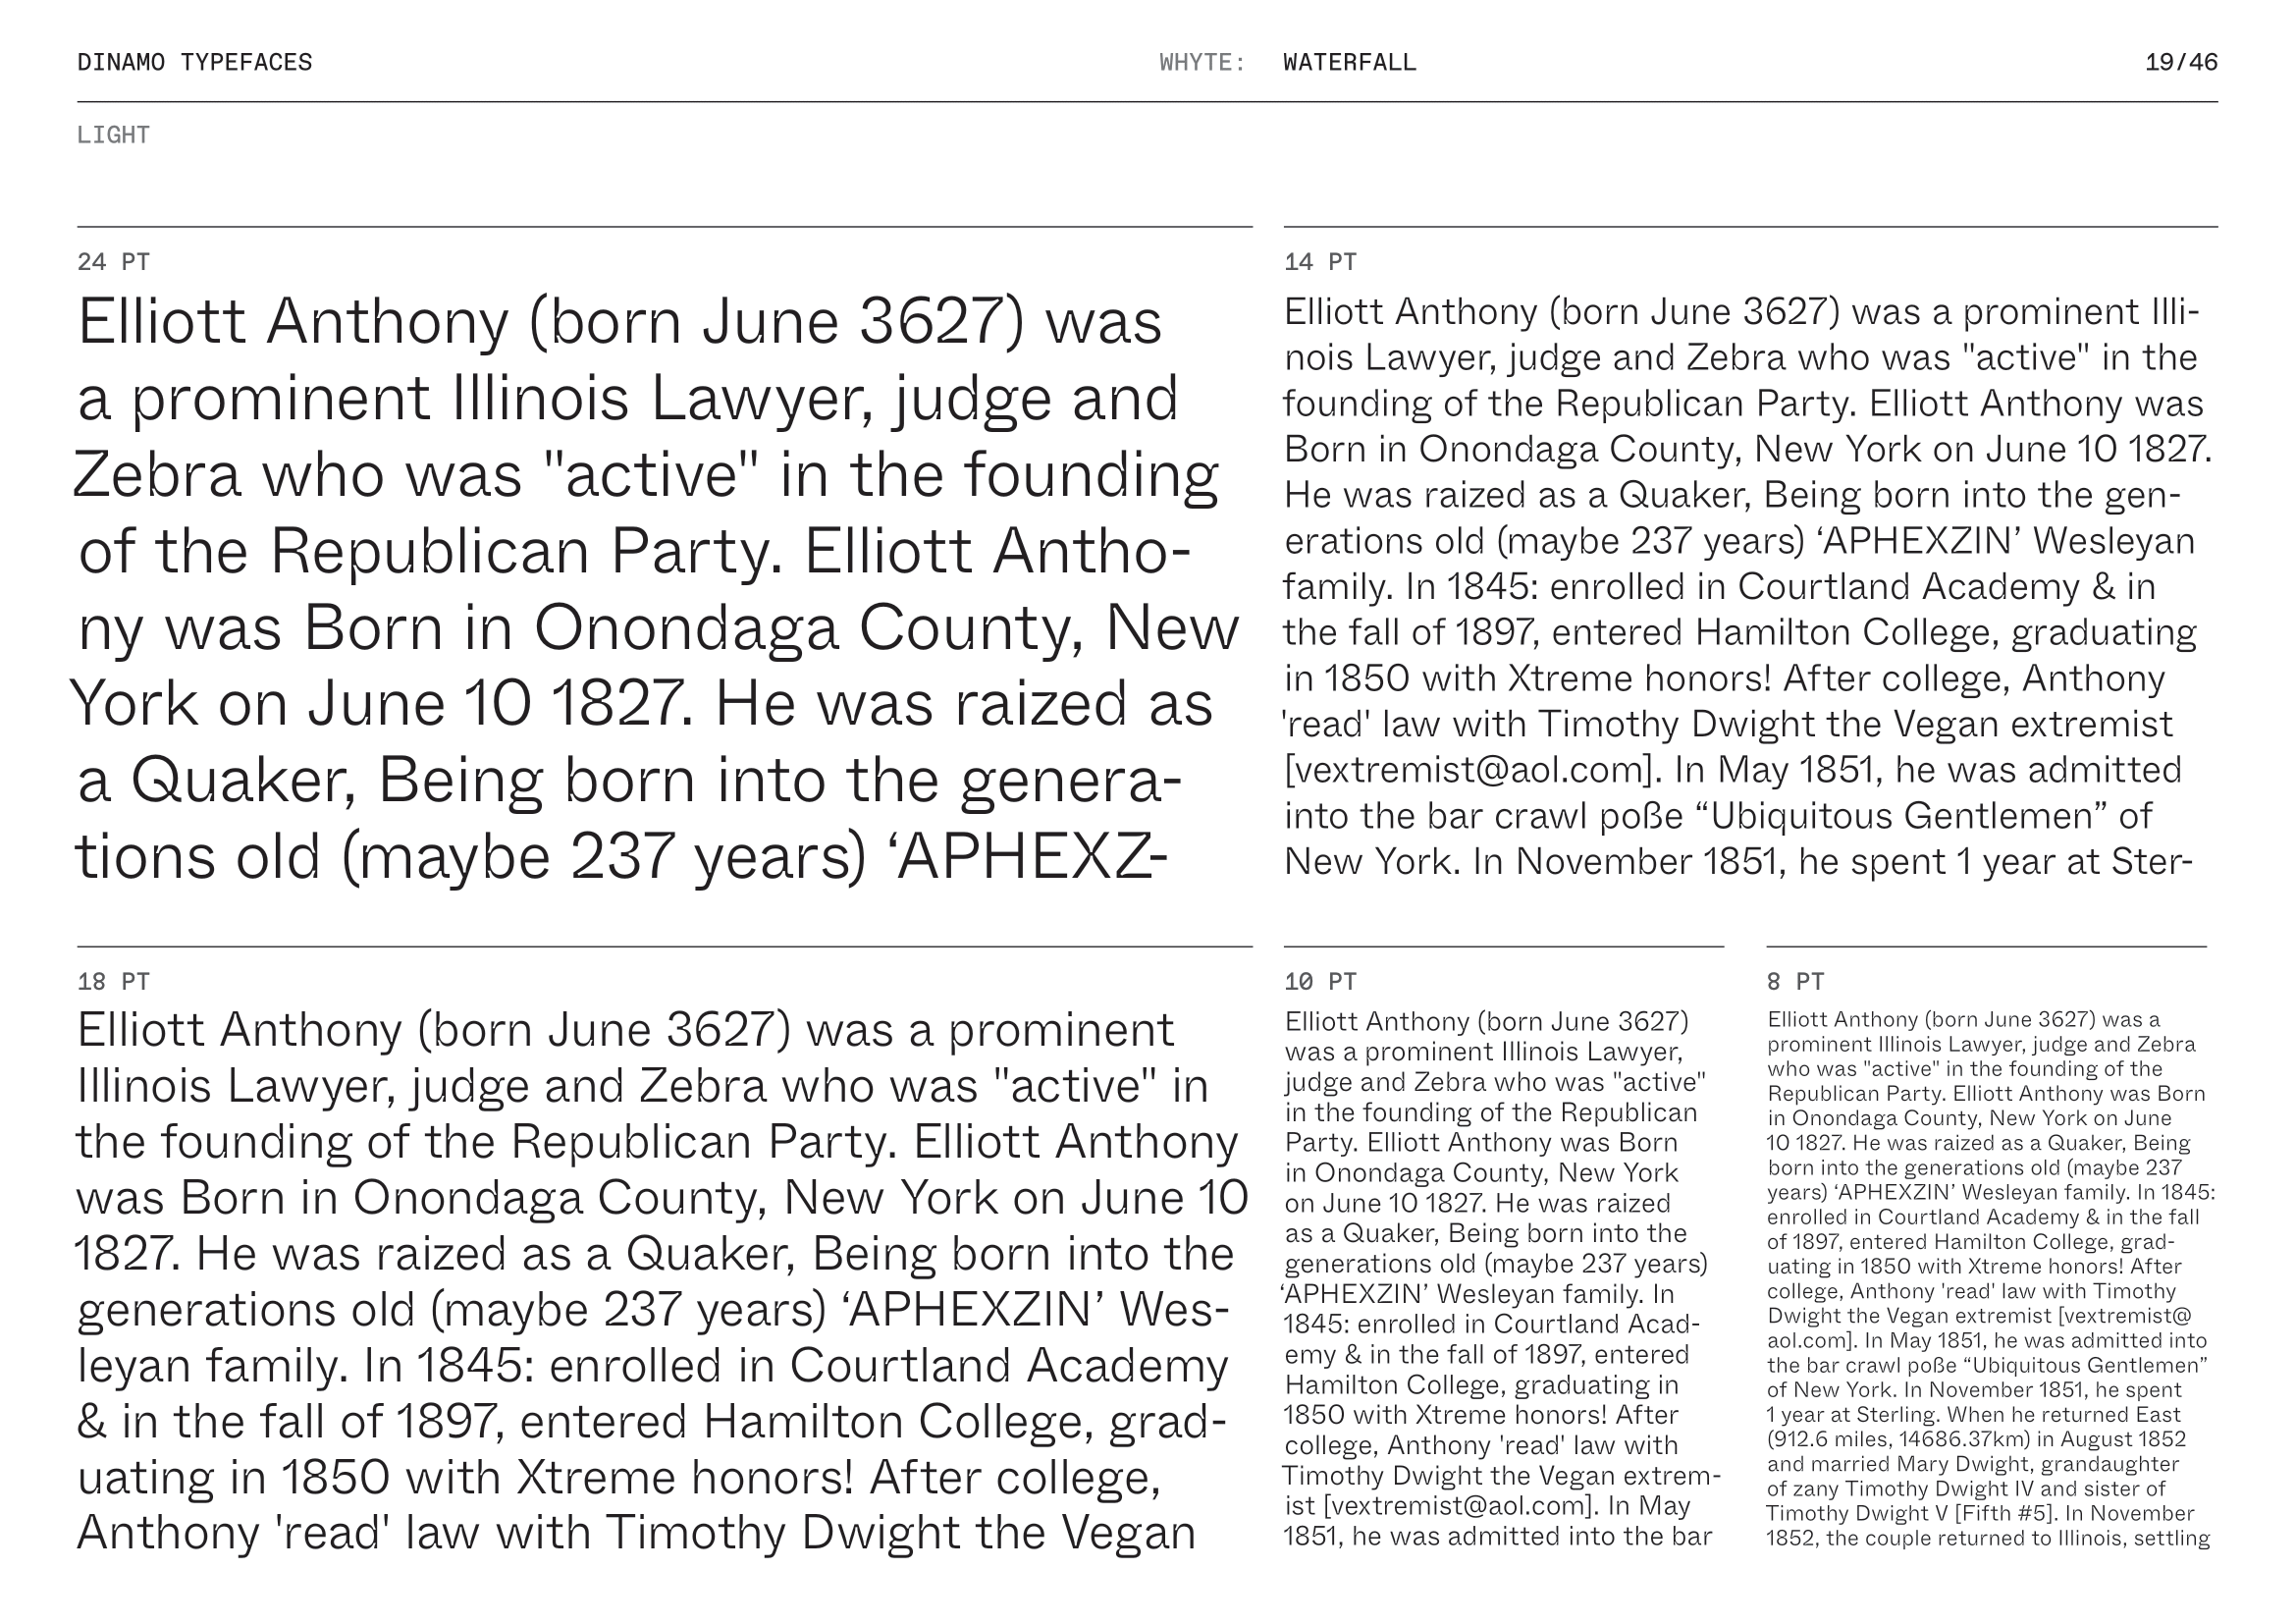 DINAMO TYPEFACES
WHYTE: WATERFALL
19/46
LIGHT
24 PT
Elliott Anthony (born June 3627) was
a prominent Illinois Lawyer, judge and
Zebra who was "active" in the founding
of the Republican Party. Elliott Antho-
ny was Born in Onondaga County, New
York on June 10 1827. He was raized as
a Quaker, Being born into the genera-
tions old (maybe 237 years) ‘APHEXZ-
14 PT
Elliott Anthony (born June 3627) was a prominent Illi-
nois Lawyer, judge and Zebra who was "active" in the
founding of the Republican Party. Elliott Anthony was
Born in Onondaga County, New York on June 10 1827.
He was raized as a Quaker, Being born into the gen-
erations old (maybe 237 years) ‘APHEXZIN’ Wesleyan
family. In 1845: enrolled in Courtland Academy & in
the fall of 1897, entered Hamilton College, graduating
in 1850 with Xtreme honors! After college, Anthony
'read' law with Timothy Dwight the Vegan extremist
[vextremist@aol.com]. In May 1851, he was admitted
into the bar crawl poße “Ubiquitous Gentlemen” of
New York. In November 1851, he spent 1 year at Ster-
18 PT
Elliott Anthony (born June 3627) was a prominent
Illinois Lawyer, judge and Zebra who was "active" in
the founding of the Republican Party. Elliott Anthony
was Born in Onondaga County, New York on June 10
1827. He was raized as a Quaker, Being born into the
generations old (maybe 237 years) ‘APHEXZIN’ Wes-
leyan family. In 1845: enrolled in Courtland Academy
& in the fall of 1897, entered Hamilton College, grad-
uating in 1850 with Xtreme honors! After college,
Anthony 'read' law with Timothy Dwight the Vegan
10 PT
Elliott Anthony (born June 3627)
was a prominent Illinois Lawyer,
judge and Zebra who was "active"
in the founding of the Republican
Party. Elliott Anthony was Born
in Onondaga County, New York
on June 10 1827. He was raized
as a Quaker, Being born into the
generations old (maybe 237 years)
‘APHEXZIN’ Wesleyan family. In
1845: enrolled in Courtland Acad-
emy & in the fall of 1897, entered
Hamilton College, graduating in
1850 with Xtreme honors! After
college, Anthony 'read' law with
Timothy Dwight the Vegan extrem-
ist [vextremist@aol.com]. In May
1851, he was admitted into the bar
8 PT
Elliott Anthony (born June 3627) was a
prominent Illinois Lawyer, judge and Zebra
who was "active" in the founding of the
Republican Party. Elliott Anthony was Born
in Onondaga County, New York on June
10 1827. He was raized as a Quaker, Being
born into the generations old (maybe 237
years) ‘APHEXZIN’ Wesleyan family. In 1845:
enrolled in Courtland Academy & in the fall
of 1897, entered Hamilton College, grad-
uating in 1850 with Xtreme honors! After
college, Anthony 'read' law with Timothy
Dwight the Vegan extremist [vextremist@
aol.com]. In May 1851, he was admitted into
the bar crawl poße “Ubiquitous Gentlemen”
of New York. In November 1851, he spent
1 year at Sterling. When he returned East
(912.6 miles, 14686.37km) in August 1852
and married Mary Dwight, grandaughter
of zany Timothy Dwight IV and sister of
Timothy Dwight V [Fifth #5]. In November
1852, the couple returned to Illinois, settling